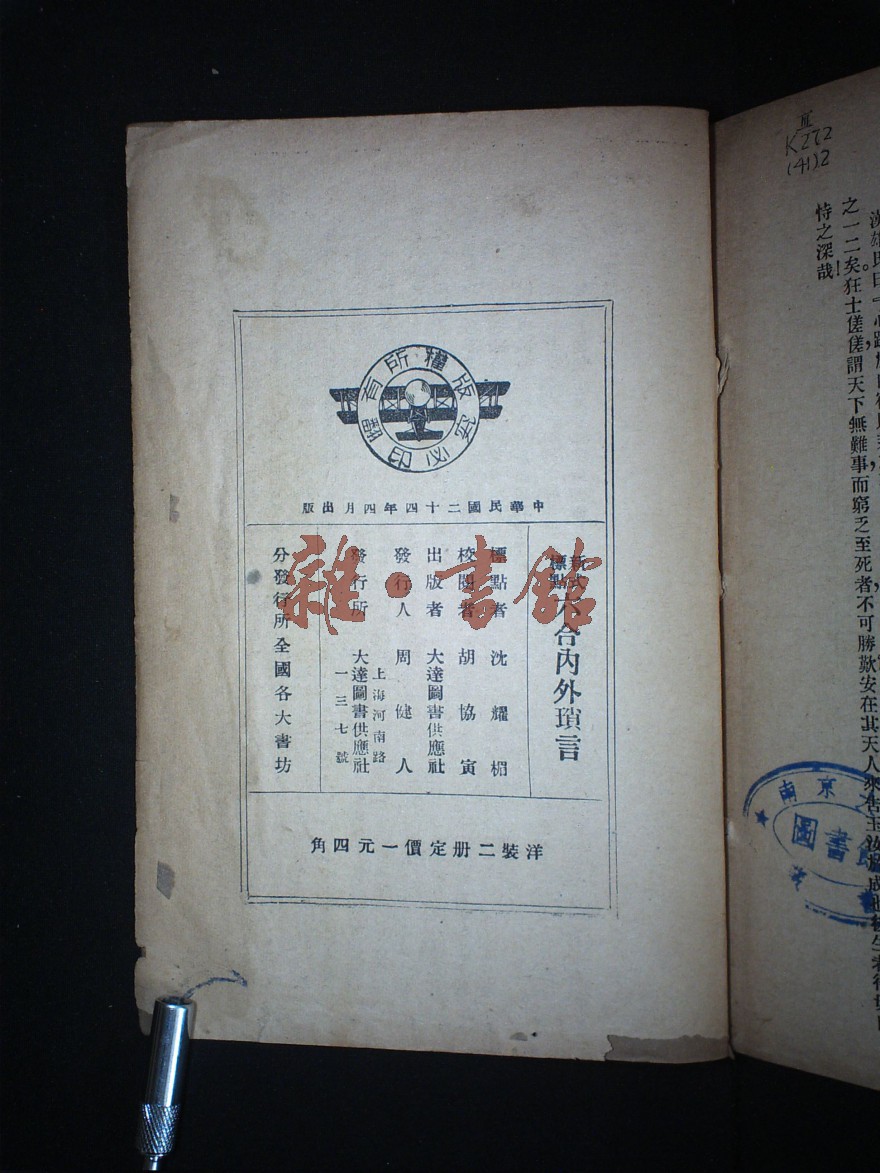 版權所有
翻印必究
中華民國二十四年四月出版
新式標點 不合內外瑣言
標點者 沈耀楣
校閱者 胡協寅
出版者 大達圖書供應社
發行人 周健人
發行所 大達圖書供應社
上海河南路
一三七號
分發行所全國各大書坊
洋裝二册定價一元四角
雜·書館
K272
(41)2
之一二矣。狂士傞傞謂天下無難事而窮乏至死者不可勝歎安在其天人
恃之深哉!
南京
圖書館